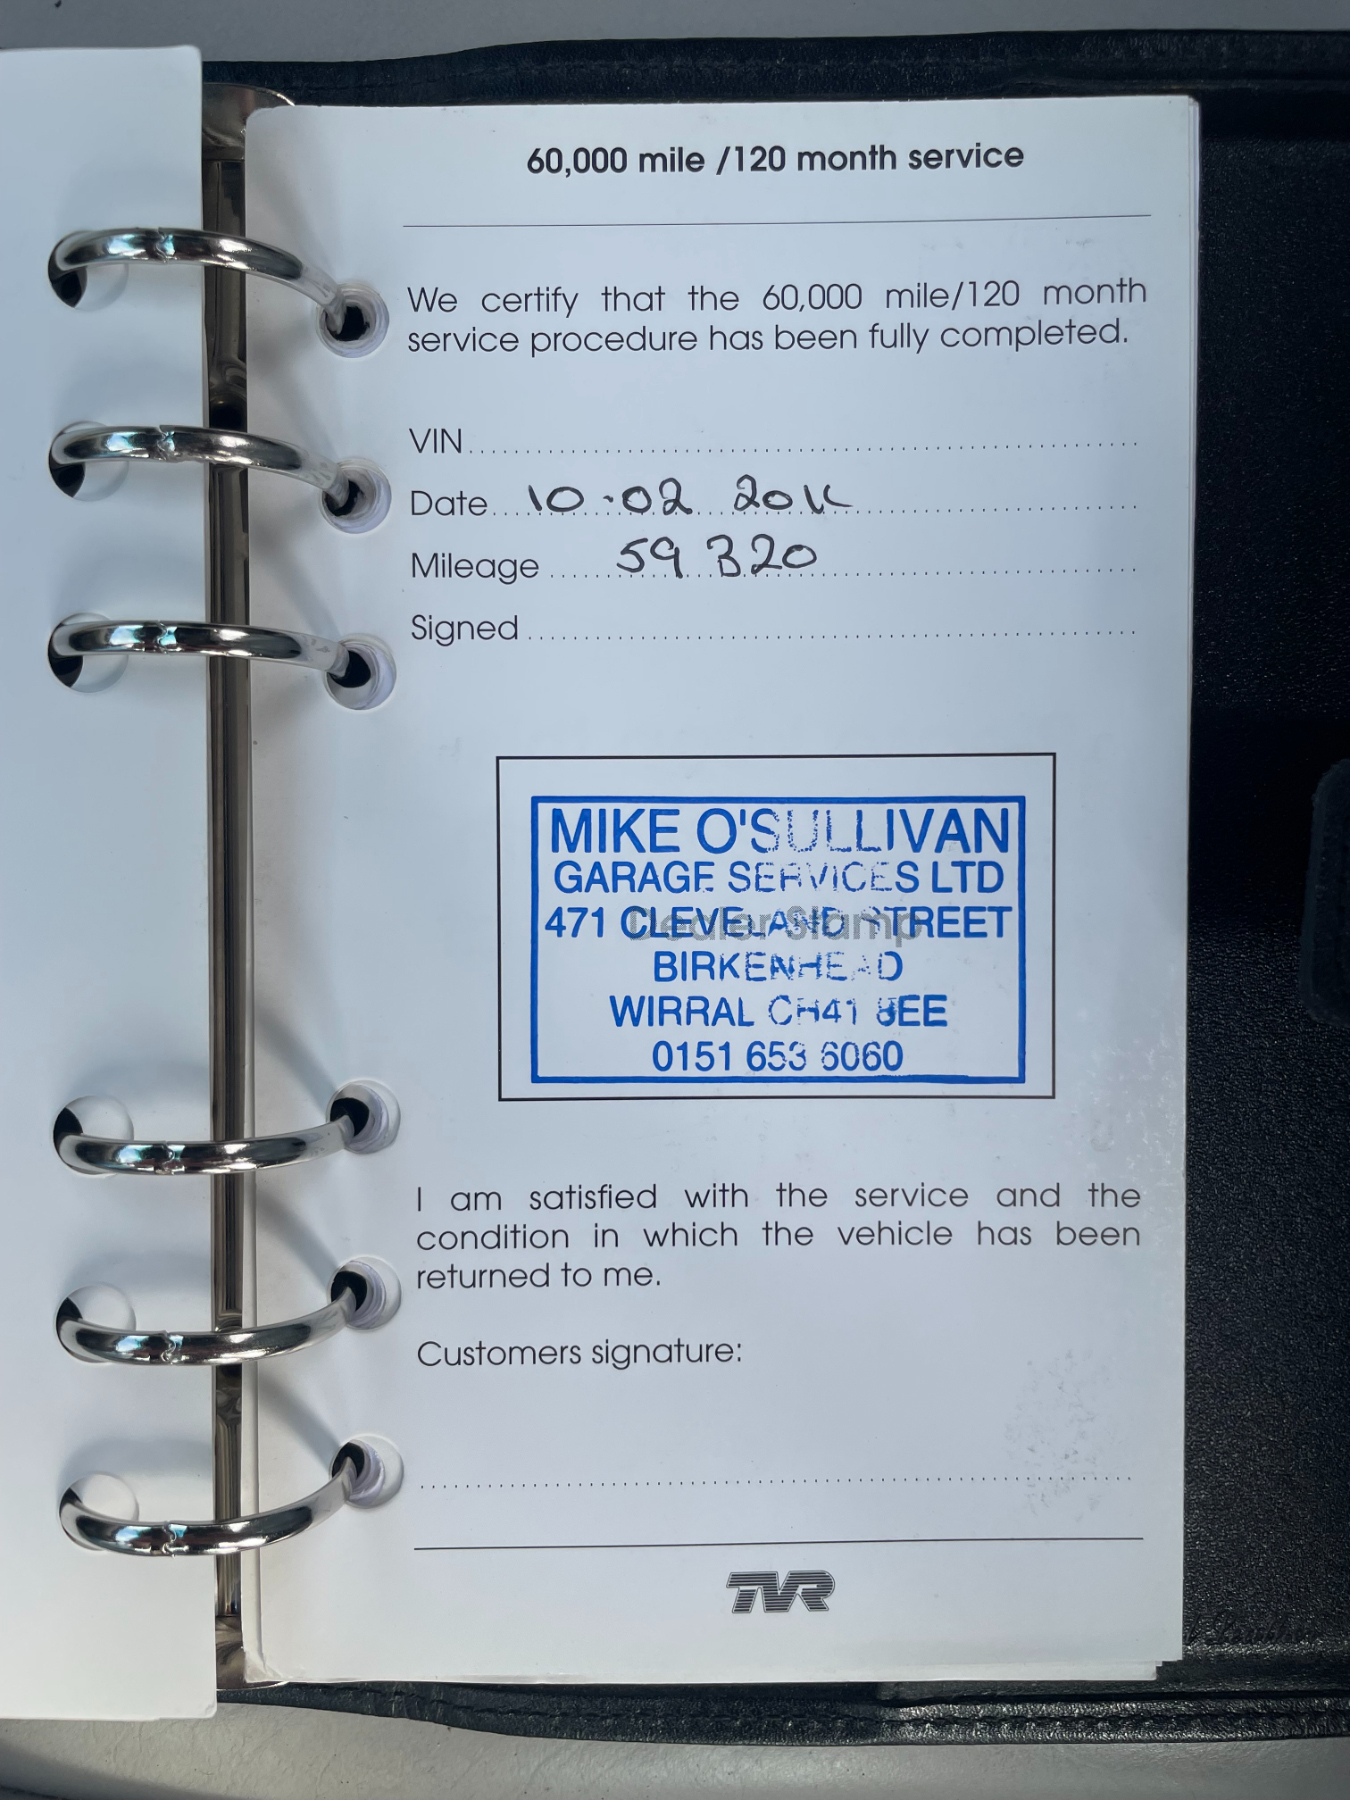 60,000 mile /120 month service
We certify that the 60,000 mile/120 month
service procedure has been fully completed.
VIN
Date 10.02
Mileage 59 320
Signed
MIKE O'SULLIVAN
GARAGE SERVICES LTD
471 CLEVELAND STREET
Dealer Stamp
BIRKENHEAD
WIRRAL CH41 8EE
0151 653 6060
I am satisfied with the service and the
condition in which the vehicle has been
returned to me.
Customers signature:
TVR